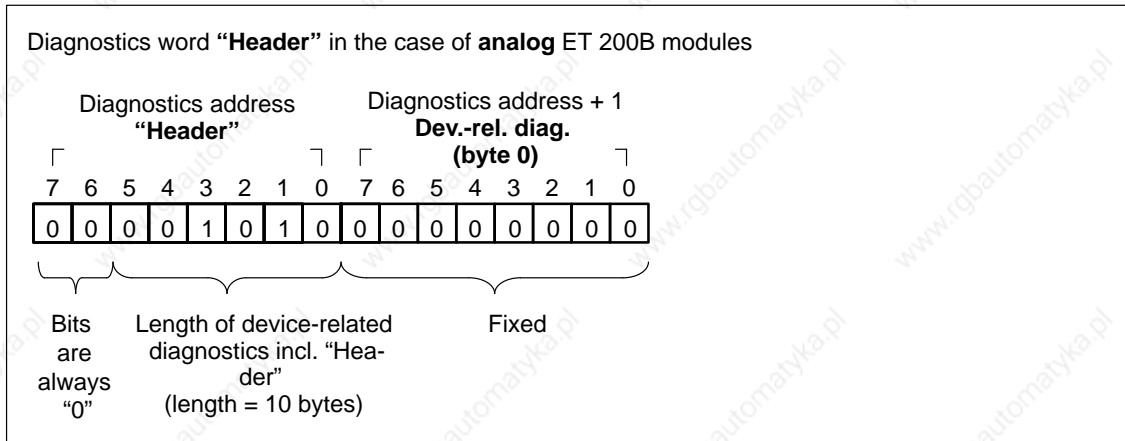 Diagnostics word “Header” in the case of analog ET 200B modules
Diagnostics address
“Header”
Diagnostics address + 1
Dev.-rel. diag.
(byte 0)
7 6 5 4 3 2 1 0 7 6 5 4 3 2 1 0
0 0 0 0 1 0 1 0 0 0 0 0 0 0 0 0
Bits
are
always
“0”
Length of device-related
diagnostics incl. “Hea-
der”
(length = 10 bytes)
Fixed
www.rgbautomatyka.pl